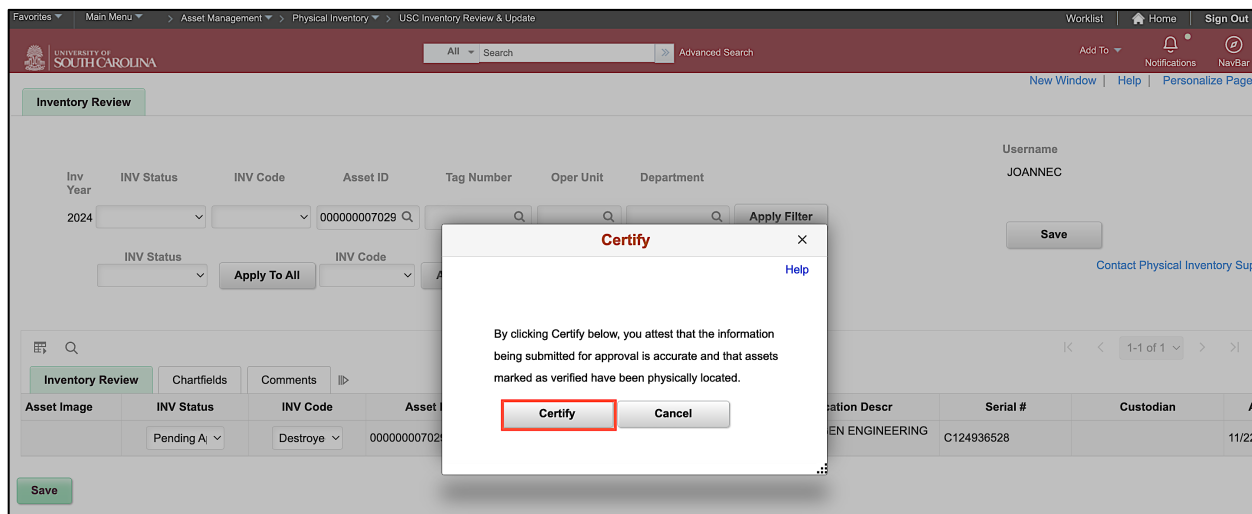 Favorites Main Menu > Asset Management > Physical Inventory > USC Inventory Review & Update Worklist Home Sign Out
UNIVERSITY OF
SOUTH CAROLINA
All Search Advanced Search Add To Notifications NavBar
New Window | Help | Personalize Page
Inventory Review
Username
JOANNEC
Inv Year INV Status INV Code Asset ID Tag Number Oper Unit Department
2024 000000007029 Apply Filter
Save
Certify
Help
INV Status INV Code
Apply To All
Contact Physical Inventory Sup
By clicking Certify below, you attest that the information
being submitted for approval is accurate and that assets
marked as verified have been physically located.
Certify Cancel
1-1 of 1
Inventory Review Chartfields Comments
Asset Image INV Status INV Code Asset I cation Descr Serial # Custodian
Pending A Destroye 00000000702 EN ENGINEERING C124936528 11/22
Save